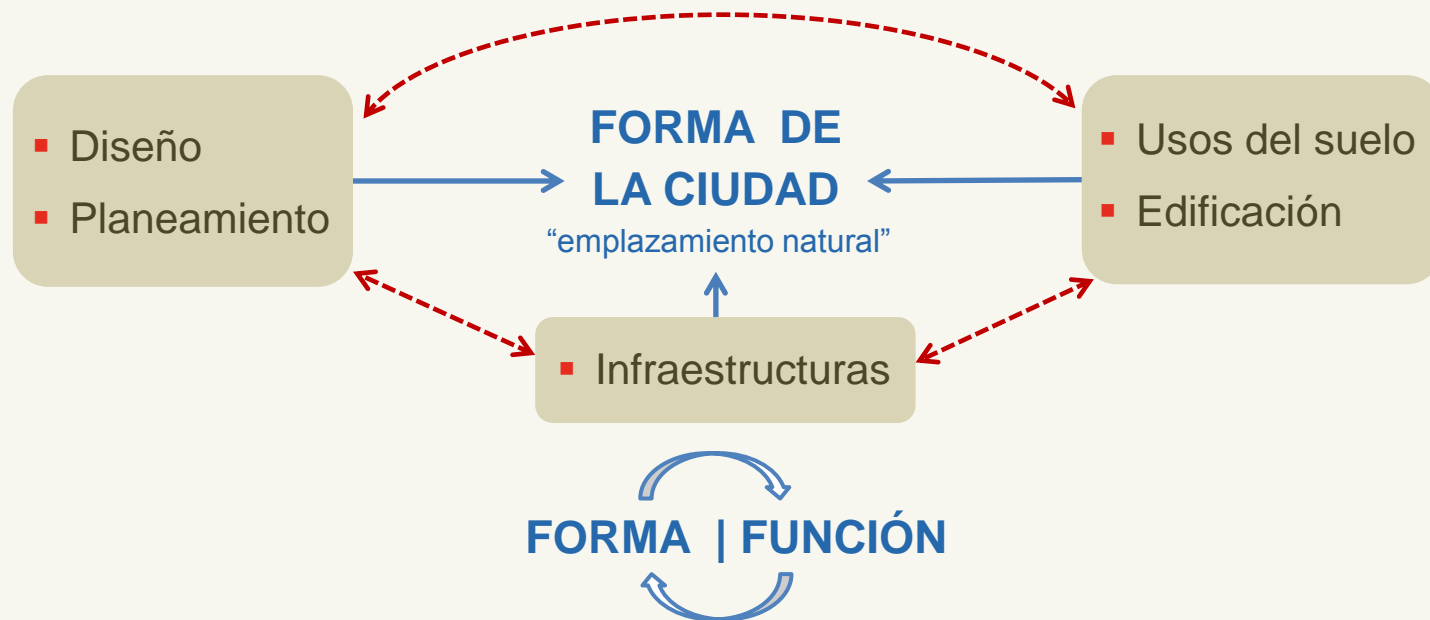 ▪ Diseño
▪ Planeamiento
FORMA DE
LA CIUDAD
“emplazamiento natural”
▪ Usos del suelo
▪ Edificación
▪ Infraestructuras
FORMA | FUNCIÓN